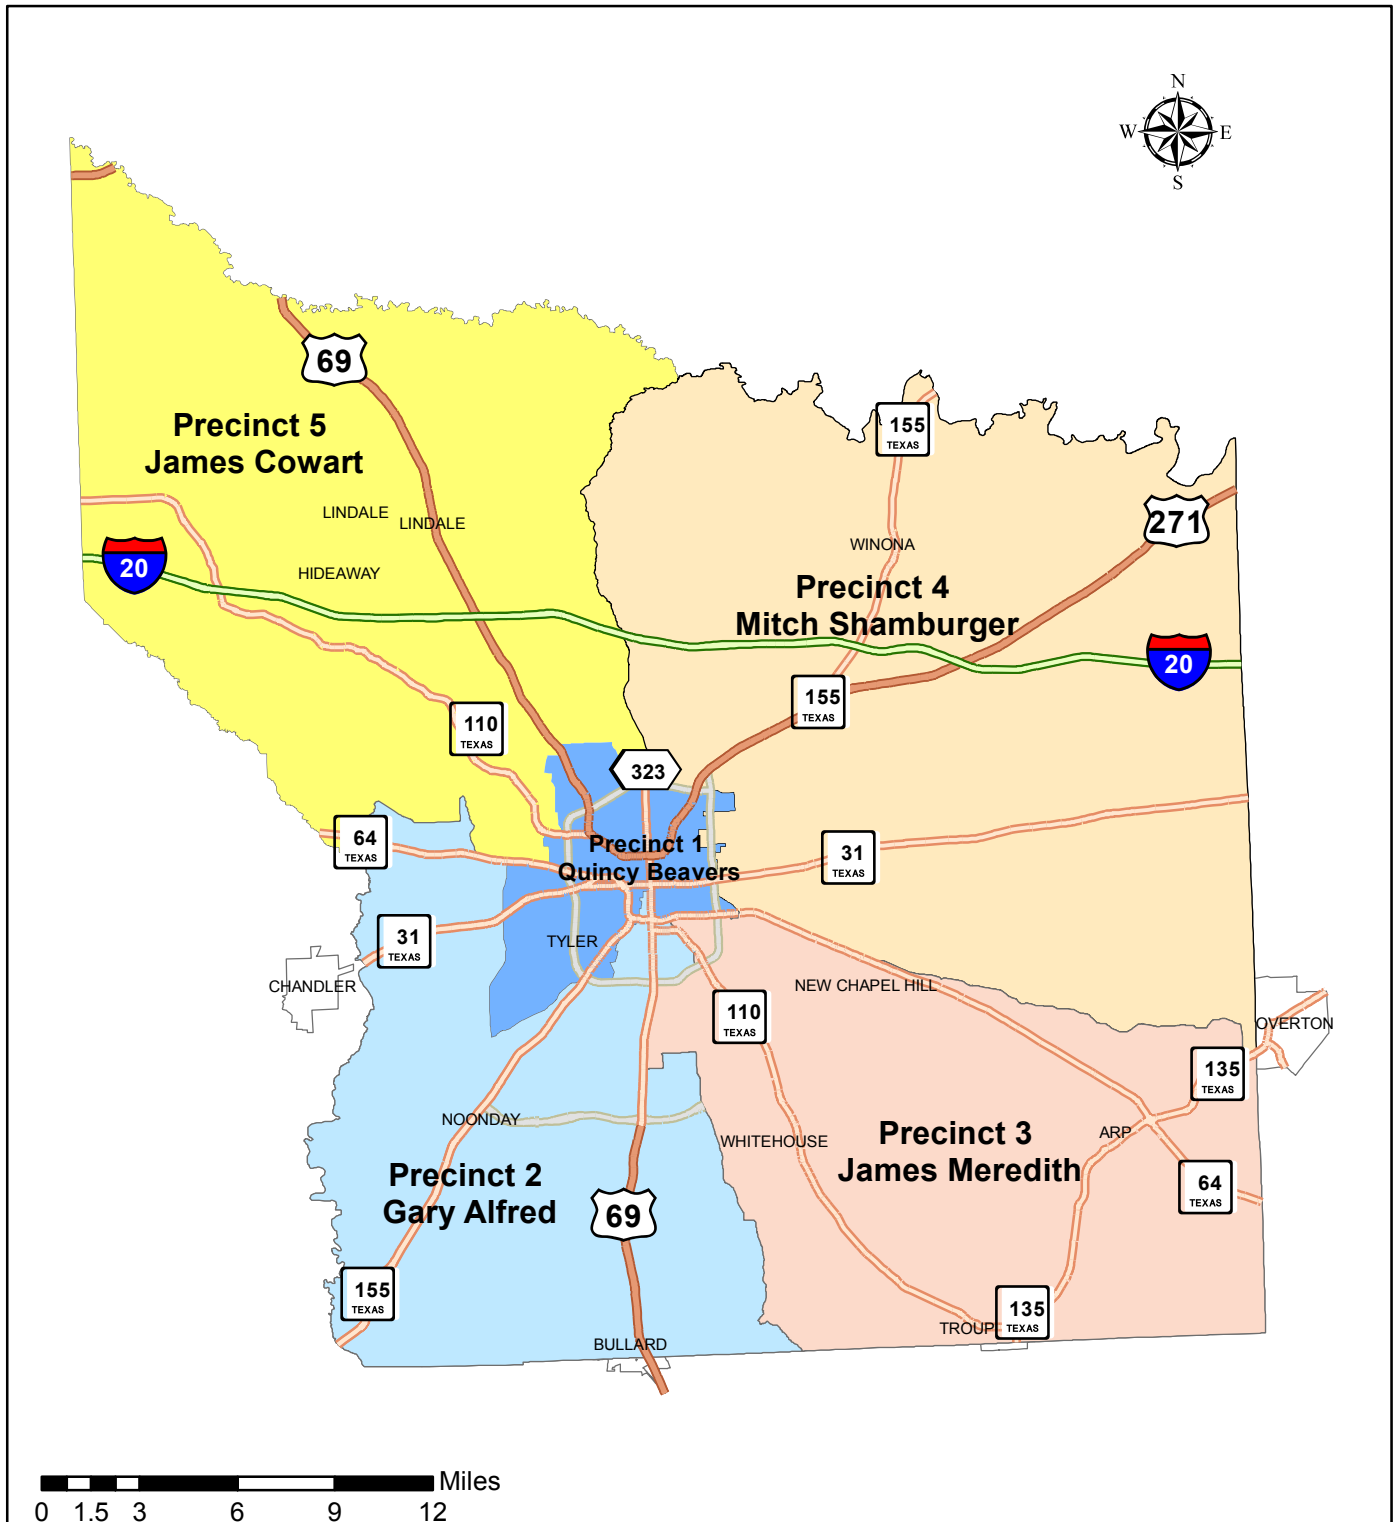 N
W E
S
69
Precinct 5
James Cowart
155
TEXAS
LINDALE
LINDALE
271
WINONA
20
HIDEAWAY
Precinct 4
Mitch Shamburger
20
155
TEXAS
110
TEXAS
323
64
TEXAS
Precinct 1
Quincy Beavers
31
TEXAS
31
TEXAS
TYLER
CHANDLER
NEW CHAPEL HILL
110
TEXAS
OVERTON
135
TEXAS
NOONDAY
WHITEHOUSE
Precinct 3
James Meredith
ARP
Precinct 2
Gary Alfred
64
TEXAS
69
155
TEXAS
135
TEXAS
TROUP
BULLARD
Miles
0 1.5 3 6 9 12